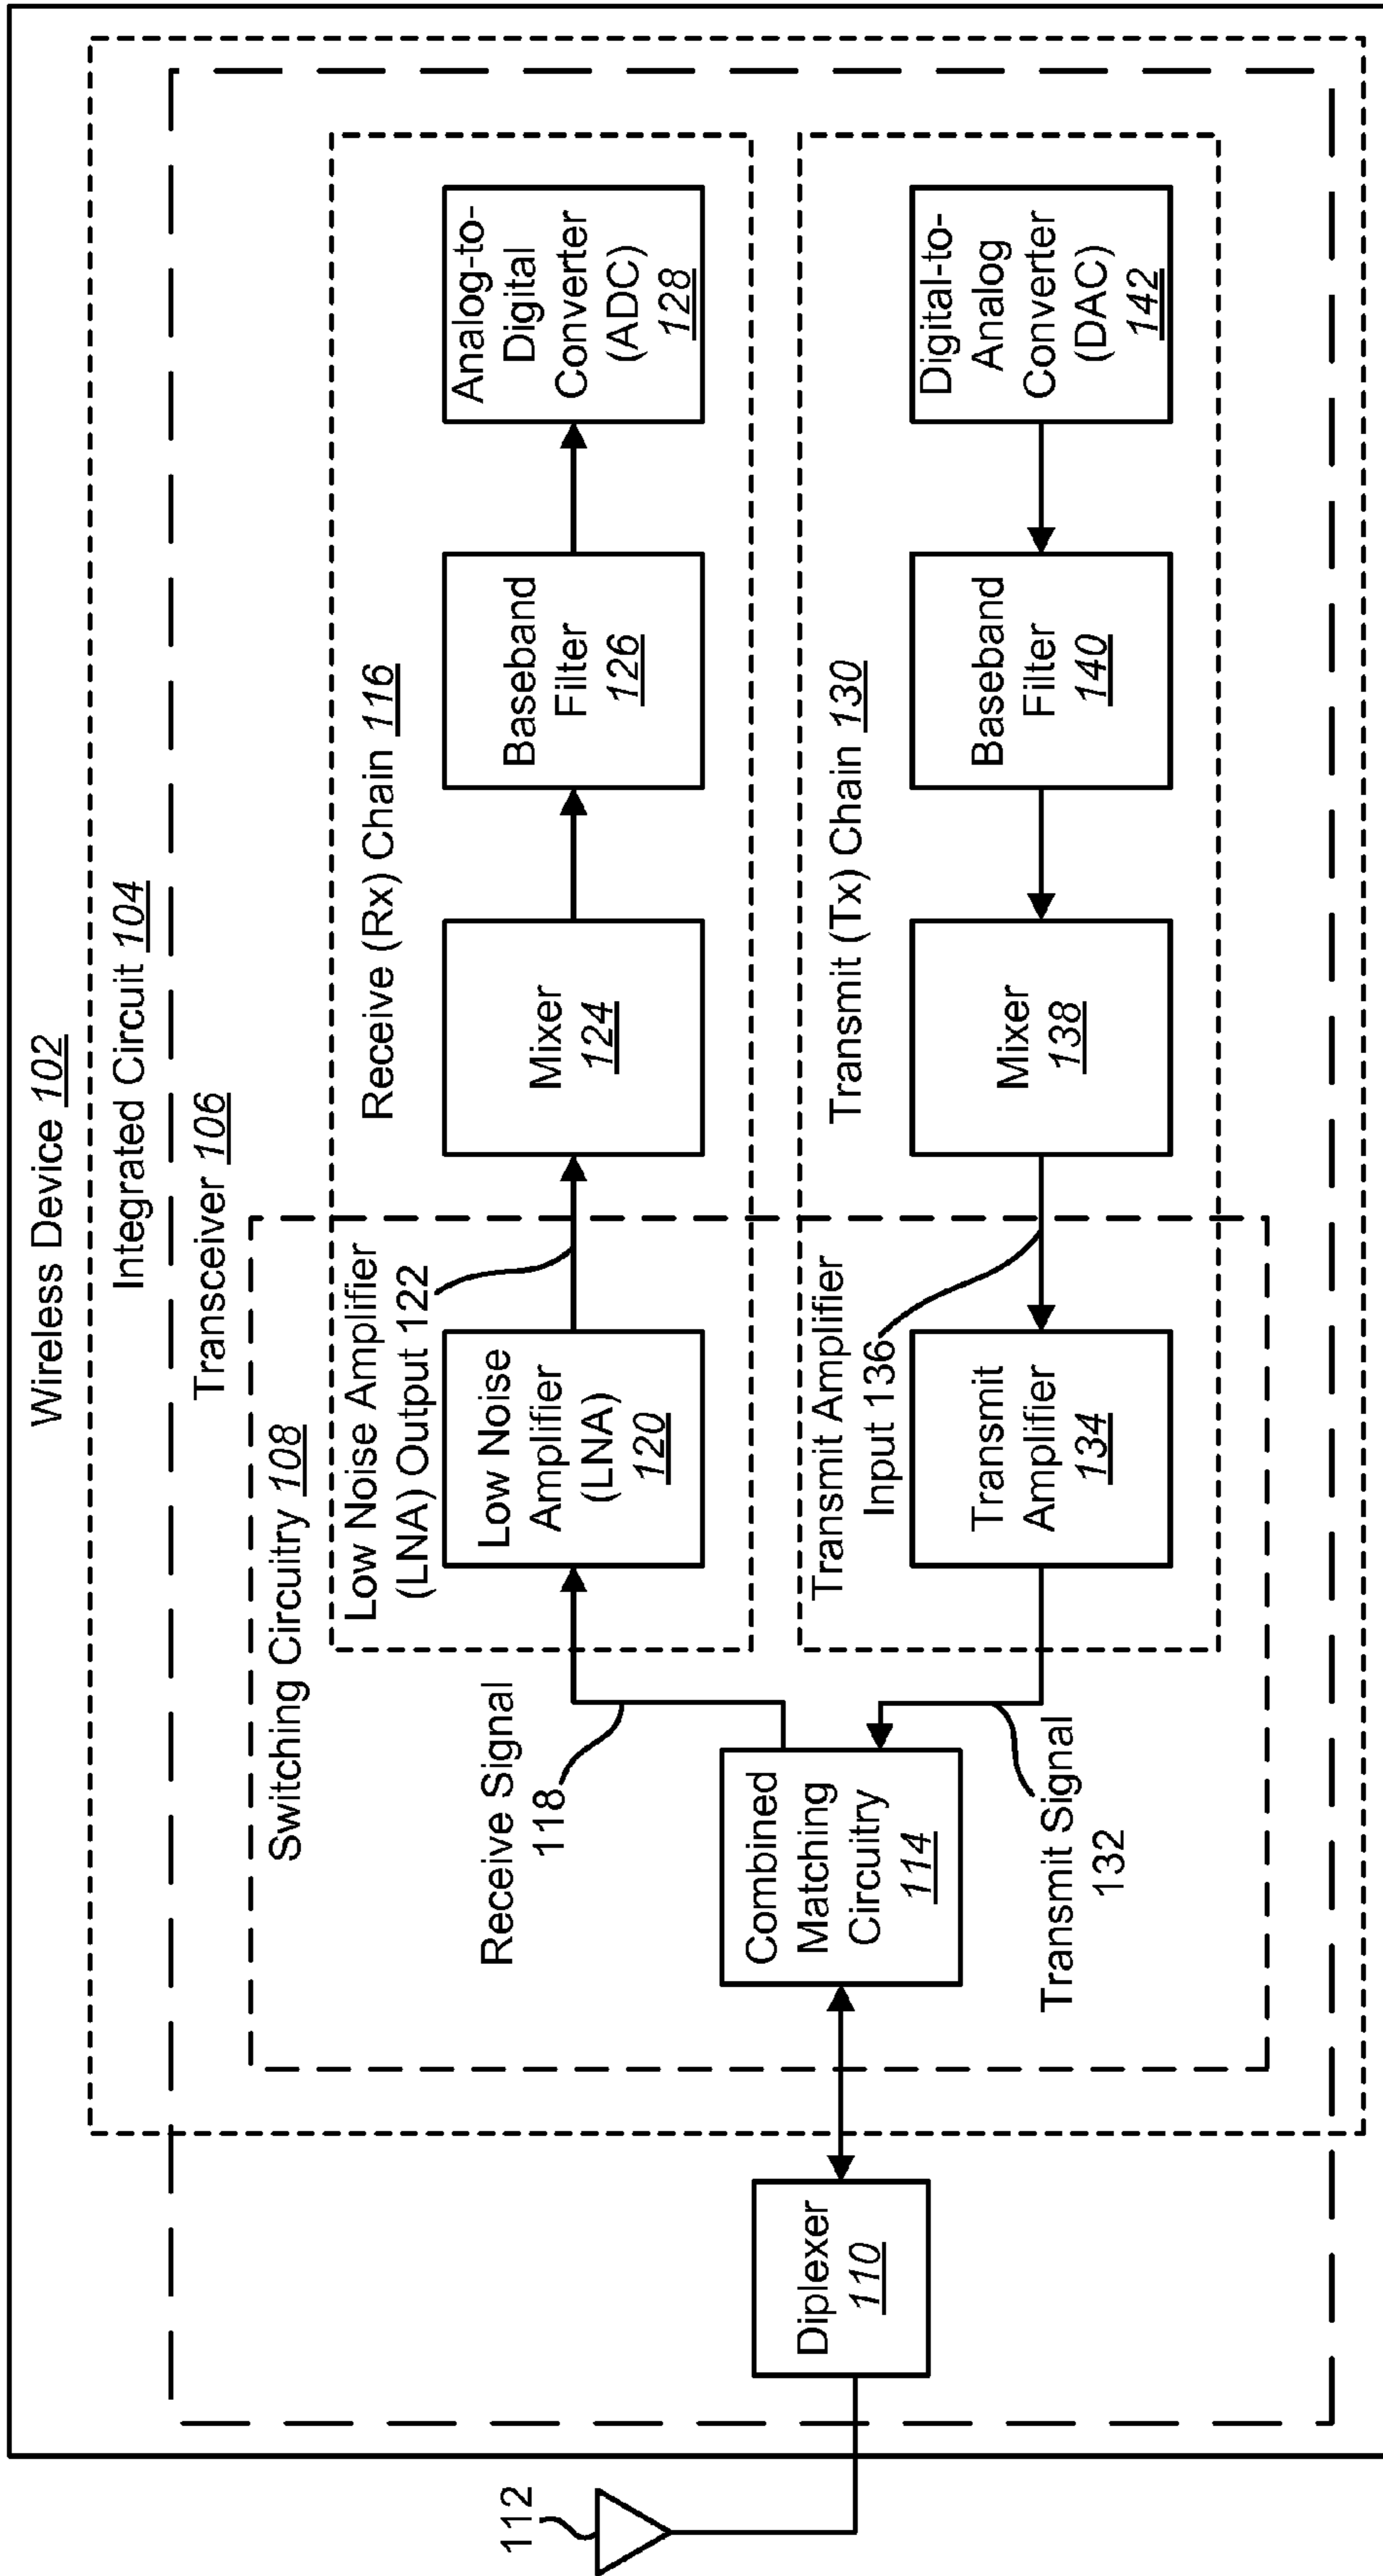 Wireless Device 102
Integrated Circuit 104
Transceiver 106
Switching Circuitry 108
Receive (Rx) Chain 116
Low Noise Amplifier
(LNA) Output 122
Low Noise
Amplifier
(LNA)
120
Mixer
124
Baseband
Filter
126
Analog-to-
Digital
Converter
(ADC)
128
Receive Signal
118
112
Diplexer
110
Combined
Matching
Circuitry
114
Transmit Signal
132
Transmit (Tx) Chain 130
Transmit Amplifier
Input 136
Transmit
Amplifier
134
Mixer
138
Baseband
Filter
140
Digital-to-
Analog
Converter
(DAC)
142